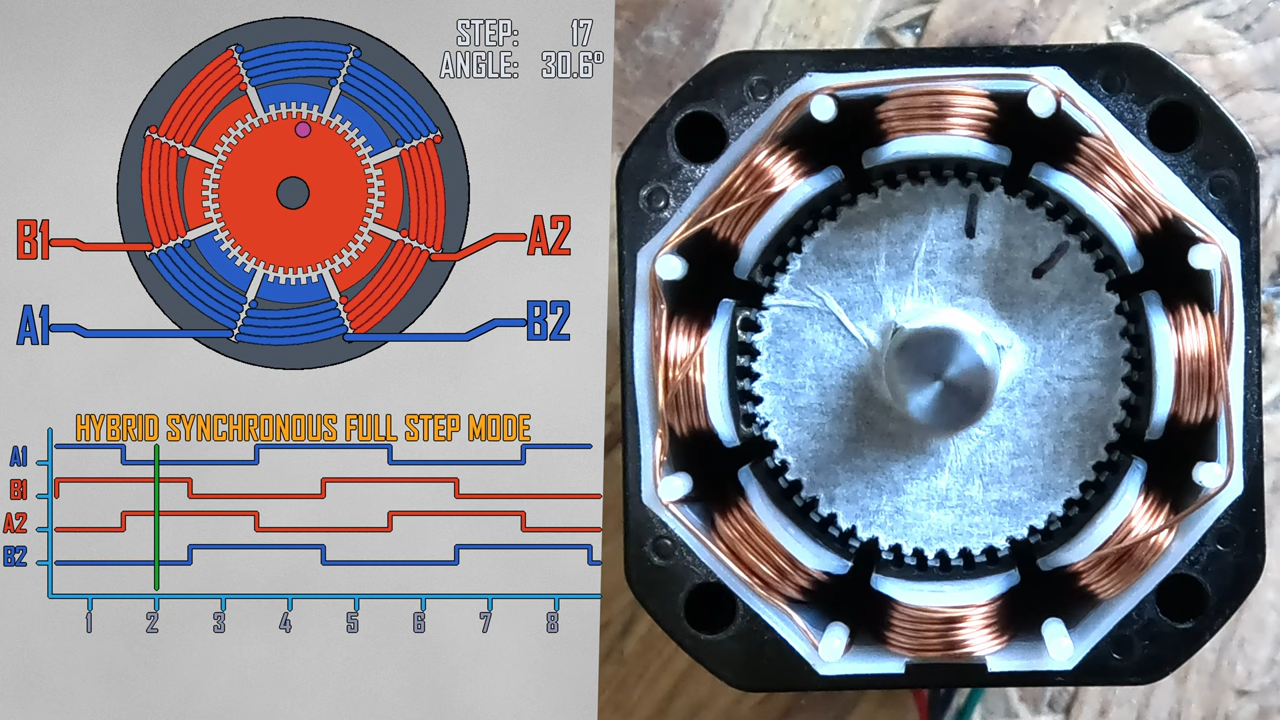 STEP: 17
ANGLE: 30.6°
B1
A2
A1
B2
HYBRID SYNCHRONOUS FULL STEP MODE
A1
B1
A2
B2
1 2 3 4 5 6 7 8